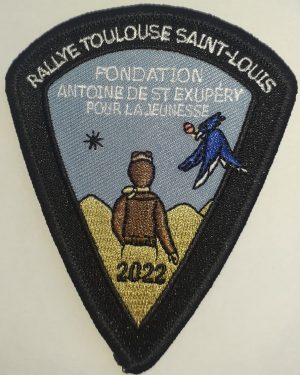 RALLYE TOULOUSE SAINT-LOUIS
FONDATION
ANTOINE DE ST EXUPÉRY
POUR LA JEUNESSE
2022